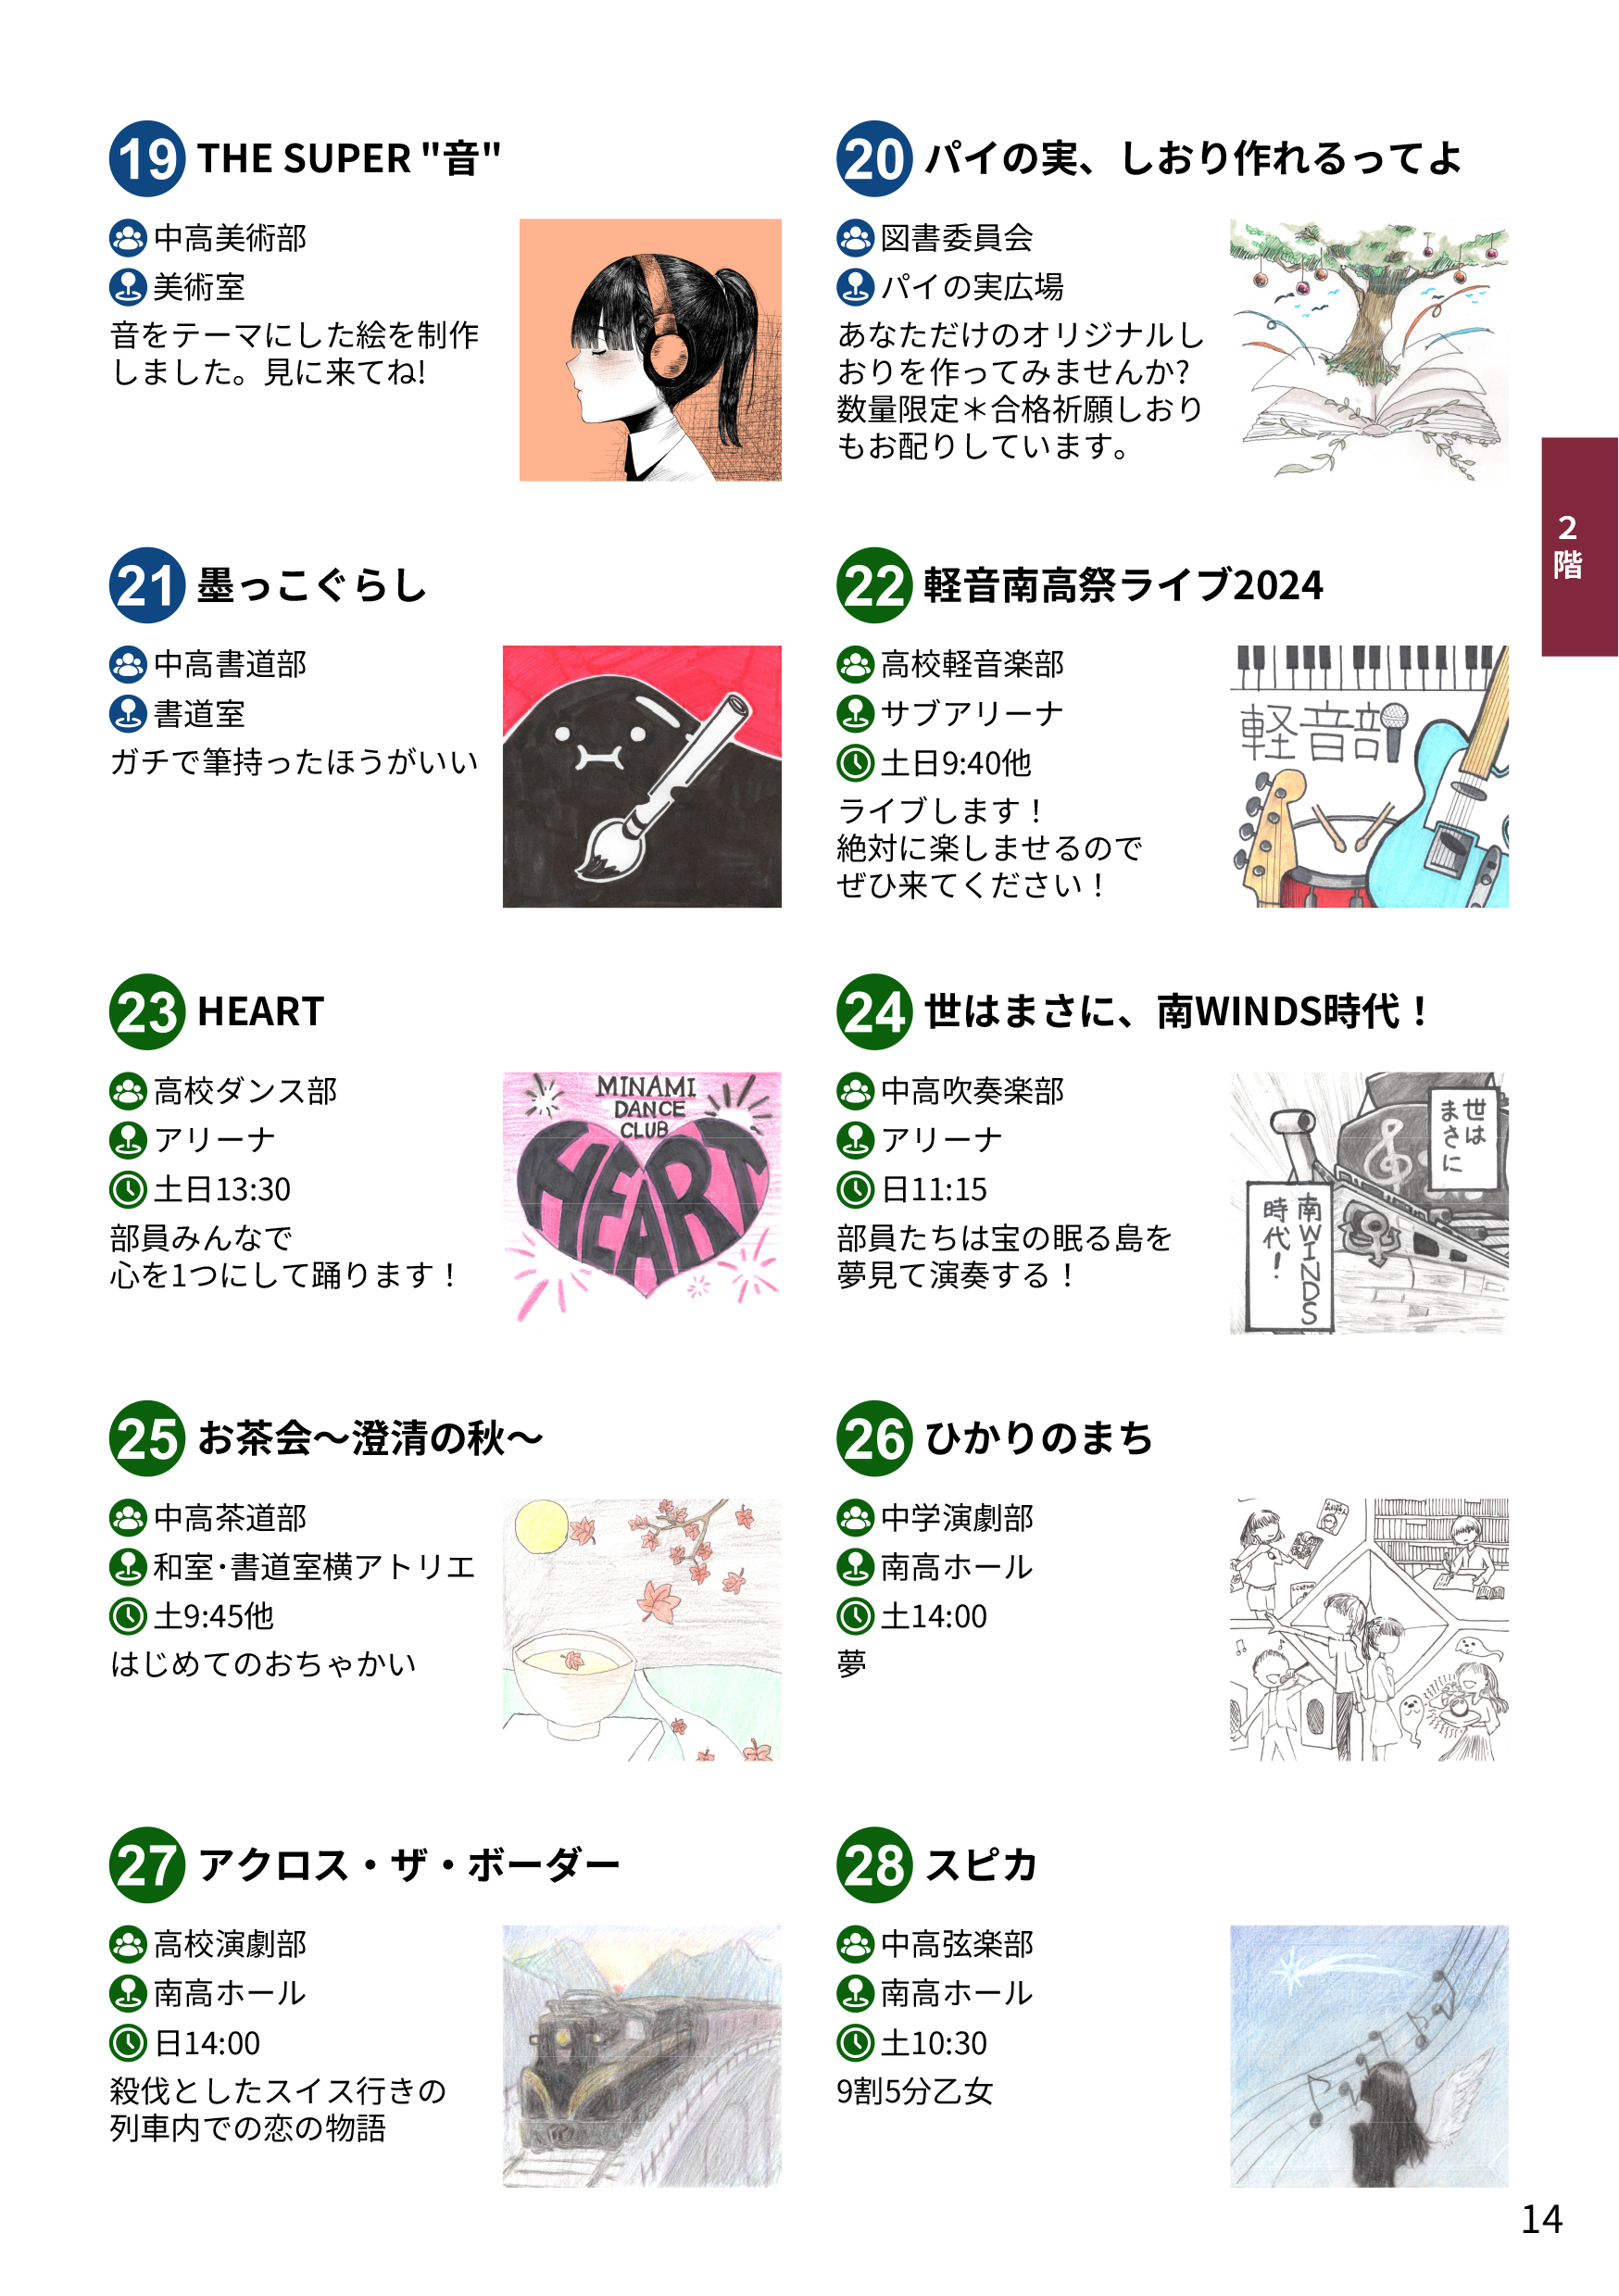 19 THE SUPER "音"
中高美術部
美術室
音をテーマにした絵を制作
しました。見に来てね!
20 パイの実、しおり作れるってよ
図書委員会
パイの実広場
あなただけのオリジナルし
おりを作ってみませんか?
数量限定＊合格祈願しおり
もお配りしています。
2
階
21 墨っこぐらし
中高書道部
書道室
ガチで筆持ったほうがいい
22 軽音南高祭ライブ2024
高校軽音楽部
サブアリーナ
土日9:40他
ライブします！
絶対に楽しませるので
ぜひ来てください！
軽音部
23 HEART
高校ダンス部
アリーナ
土日13:30
部員みんなで
心を1つにして踊ります！
MINAMI
DANCE
CLUB
HEART
24 世はまさに、南WINDS時代！
中高吹奏楽部
アリーナ
日11:15
部員たちは宝の眠る島を
夢見て演奏する！
世は
まさに
南WINDS
時代！
25 お茶会～澄清の秋～
中高茶道部
和室･書道室横アトリエ
土9:45他
はじめてのおちゃかい
26 ひかりのまち
中学演劇部
南高ホール
土14:00
夢
27 アクロス・ザ・ボーダー
高校演劇部
南高ホール
日14:00
殺伐としたスイス行きの
列車内での恋の物語
28 スピカ
中高弦楽部
南高ホール
土10:30
9割5分乙女
14